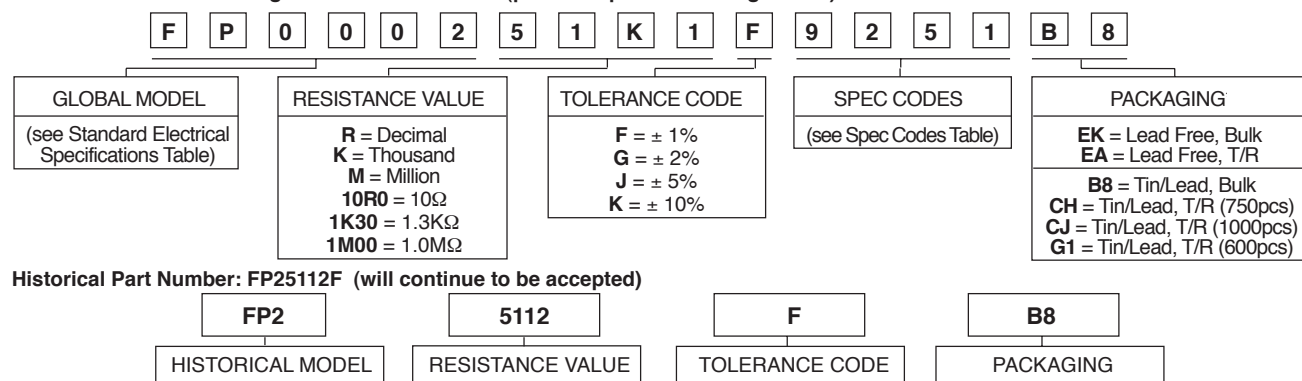 F P 0 0 0 2 5 1 K 1 F 9 2 5 1 B 8
GLOBAL MODEL
(see Standard Electrical
Specifications Table)
RESISTANCE VALUE
R = Decimal
K = Thousand
M = Million
10R0 = 10Ω
1K30 = 1.3KΩ
1M00 = 1.0MΩ
TOLERANCE CODE
F = ± 1%
G = ± 2%
J = ± 5%
K = ± 10%
SPEC CODES
(see Spec Codes Table)
PACKAGING
EK = Lead Free, Bulk
EA = Lead Free, T/R
B8 = Tin/Lead, Bulk
CH = Tin/Lead, T/R (750pcs)
CJ = Tin/Lead, T/R (1000pcs)
G1 = Tin/Lead, T/R (600pcs)
Historical Part Number: FP25112F (will continue to be accepted)
FP2 5112 F B8
HISTORICAL MODEL RESISTANCE VALUE TOLERANCE CODE PACKAGING